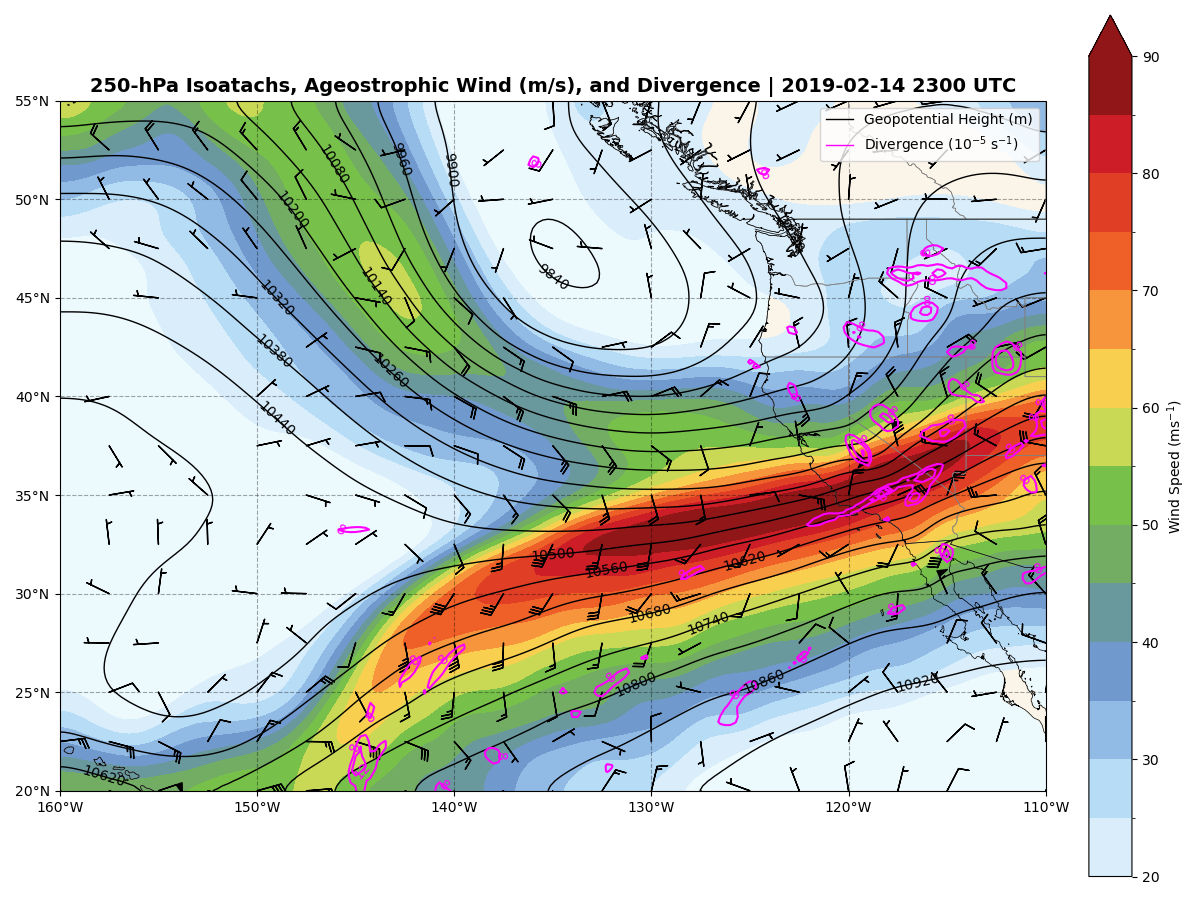 250-hPa Isoatachs, Ageostrophic Wind (m/s), and Divergence | 2019-02-14 2300 UTC
Geopotential Height (m)
Divergence (10⁻⁵ s⁻¹)
55°N
50°N
45°N
40°N
35°N
30°N
25°N
20°N
160°W
150°W
140°W
130°W
120°W
110°W
90
80
70
60
50
40
30
20
Wind Speed (ms⁻¹)
10080
9960
9900
10200
9840
10140
10320
10380
10260
10440
10500
10560
10620
10680
10740
10800
10860
10920
10620